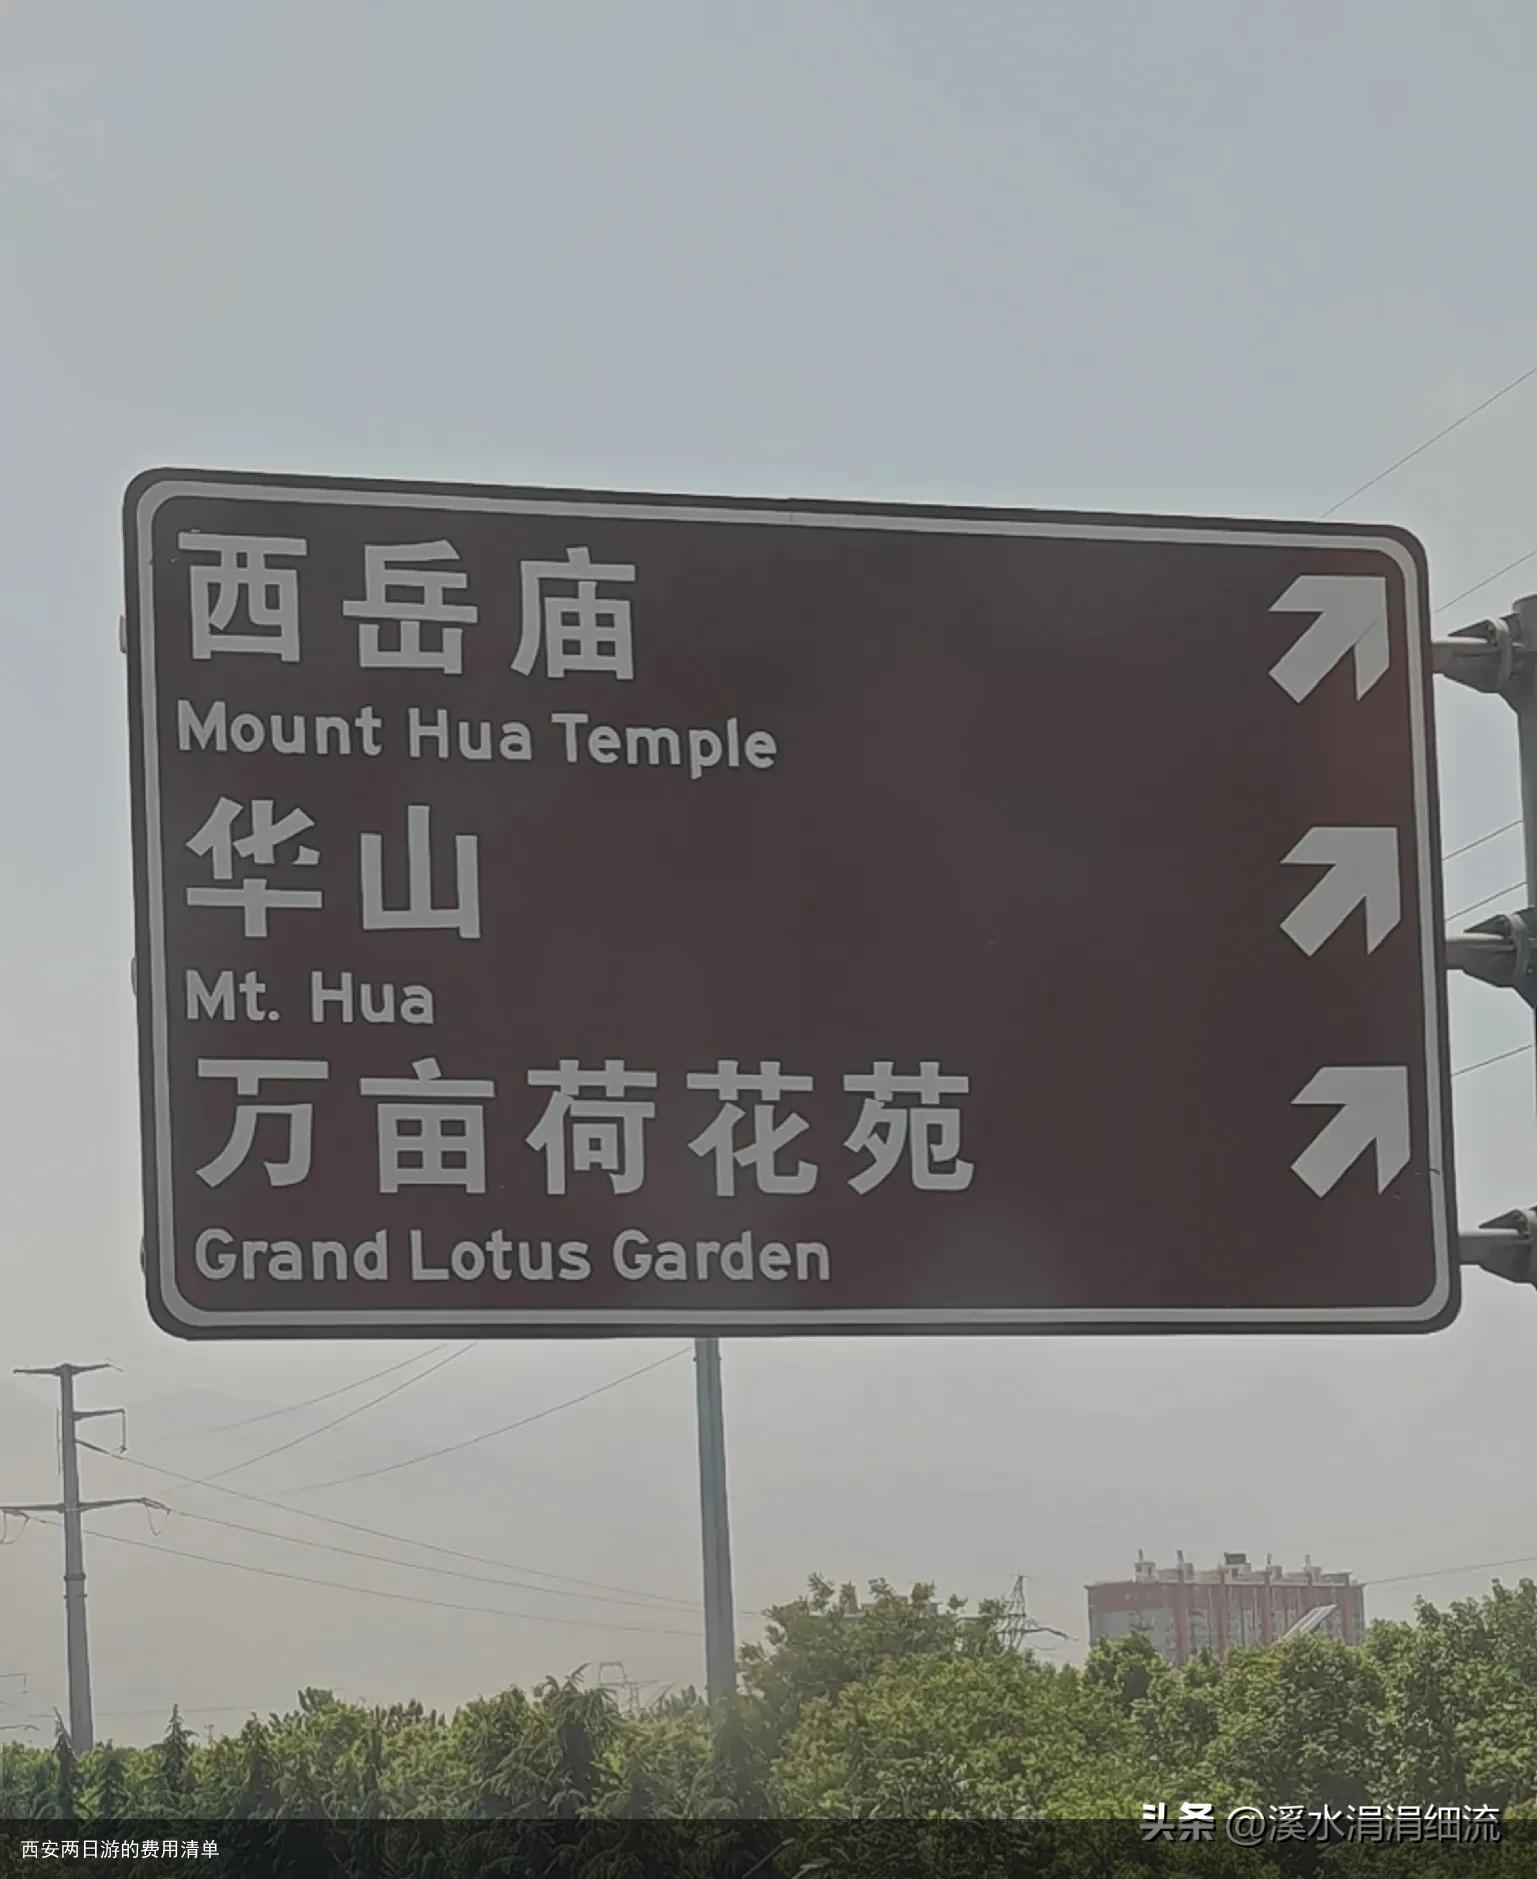 西岳庙
Mount Hua Temple
华山
Mt. Hua
万亩荷花苑
Grand Lotus Garden
头条 @溪水涓涓细流
西安两日游的费用清单